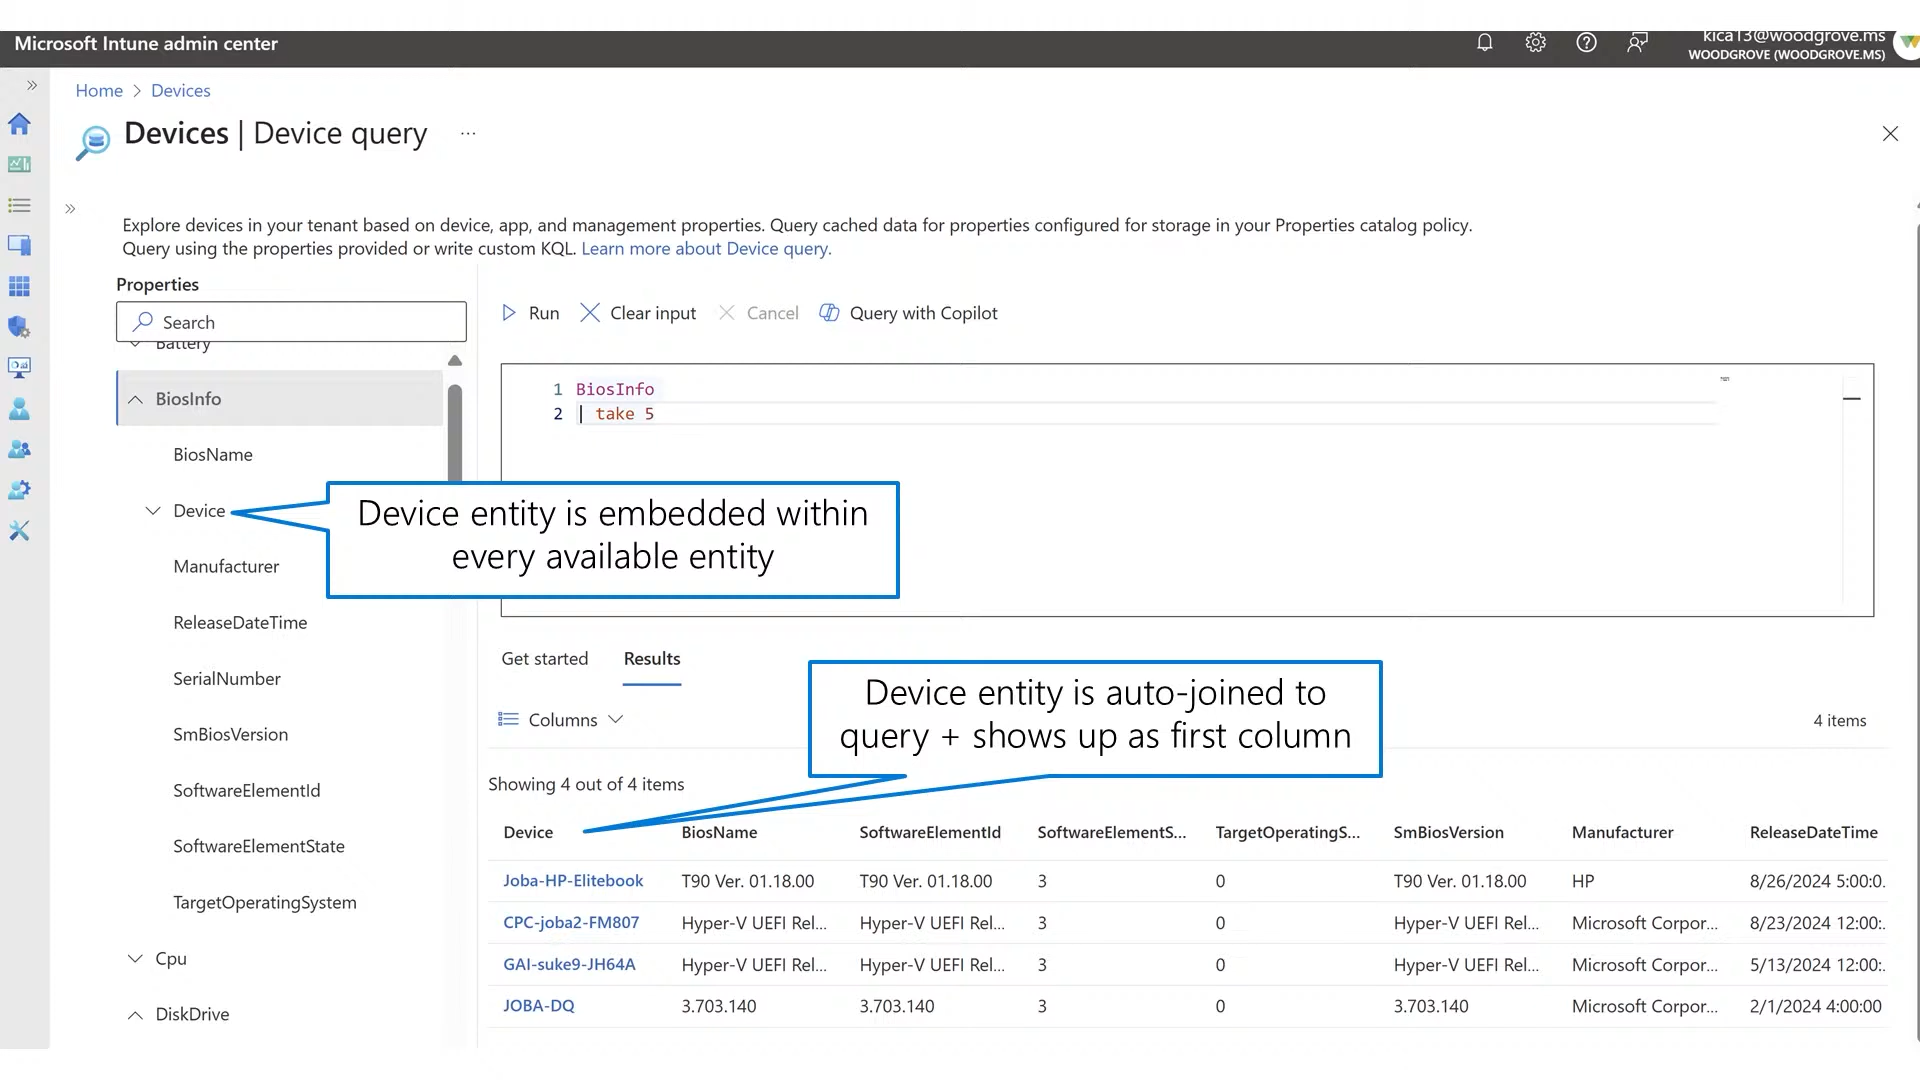 Microsoft Intune admin center
kica13@woodgrove.ms
WOODGROVE (WOODGROVE.MS)
Home > Devices
Devices | Device query ...
Explore devices in your tenant based on device, app, and management properties. Query cached data for properties configured for storage in your Properties catalog policy.
Query using the properties provided or write custom KQL. Learn more about Device query.
Properties
Search
Battery
BiosInfo
BiosName
Device
Manufacturer
ReleaseDateTime
SerialNumber
SmBiosVersion
SoftwareElementId
SoftwareElementState
TargetOperatingSystem
Cpu
DiskDrive
Run Clear input Cancel Query with Copilot
1 BiosInfo
2 | take 5
Device entity is embedded within
every available entity
Get started Results
Device entity is auto-joined to
query + shows up as first column
Columns
4 items
Showing 4 out of 4 items
Device BiosName SoftwareElementId SoftwareElementS... TargetOperatingS... SmBiosVersion Manufacturer ReleaseDateTime
Joba-HP-Elitebook T90 Ver. 01.18.00 T90 Ver. 01.18.00 3 0 T90 Ver. 01.18.00 HP 8/26/2024 5:00:0.
CPC-joba2-FM807 Hyper-V UEFI Rel... Hyper-V UEFI Rel... 3 0 Hyper-V UEFI Rel... Microsoft Corpor... 8/23/2024 12:00:.
GAI-suke9-JH64A Hyper-V UEFI Rel... Hyper-V UEFI Rel... 3 0 Hyper-V UEFI Rel... Microsoft Corpor... 5/13/2024 12:00:.
JOBA-DQ 3.703.140 3.703.140 3 0 3.703.140 Microsoft Corpor... 2/1/2024 4:00:00